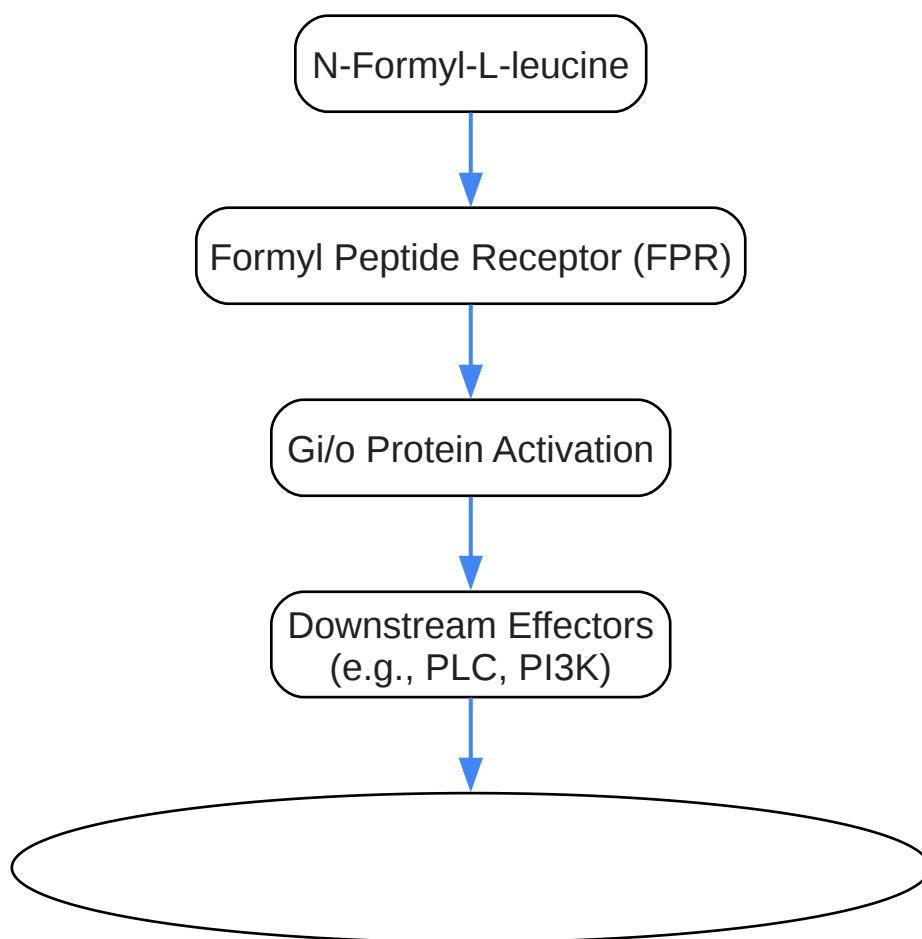 N-Formyl-L-leucine
Formyl Peptide Receptor (FPR)
Gi/o Protein Activation
Downstream Effectors
(e.g., PLC, PI3K)